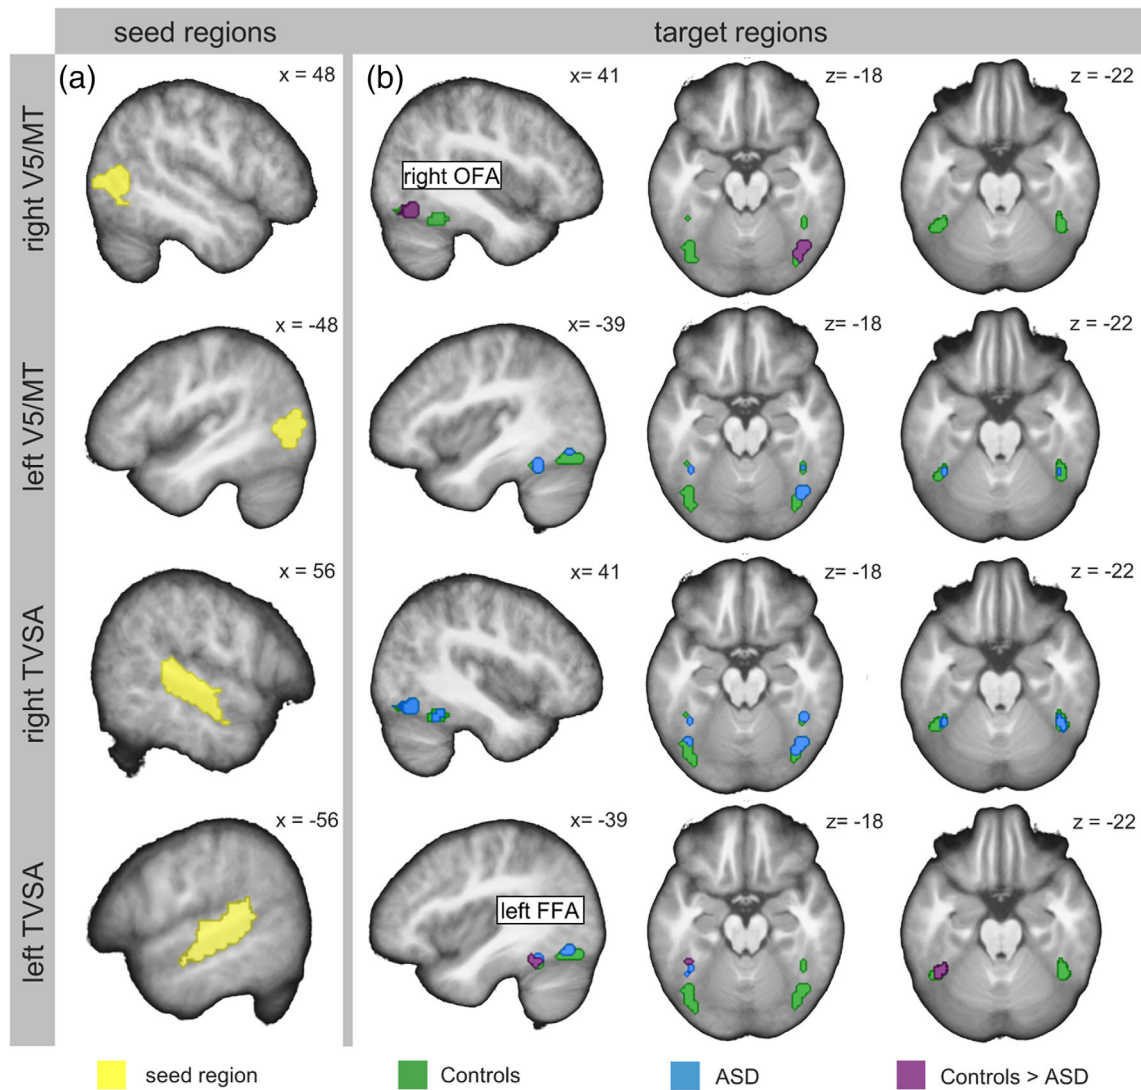 seed regions
target regions
(a)
(b)
right V5/MT
x = 48
x= 41
z= -18
z = -22
right OFA
left V5/MT
x = -48
x= -39
z= -18
z = -22
right TVSA
x = 56
x= 41
z= -18
z = -22
left TVSA
x = -56
x= -39
z= -18
z = -22
left FFA
seed region
Controls
ASD
Controls > ASD